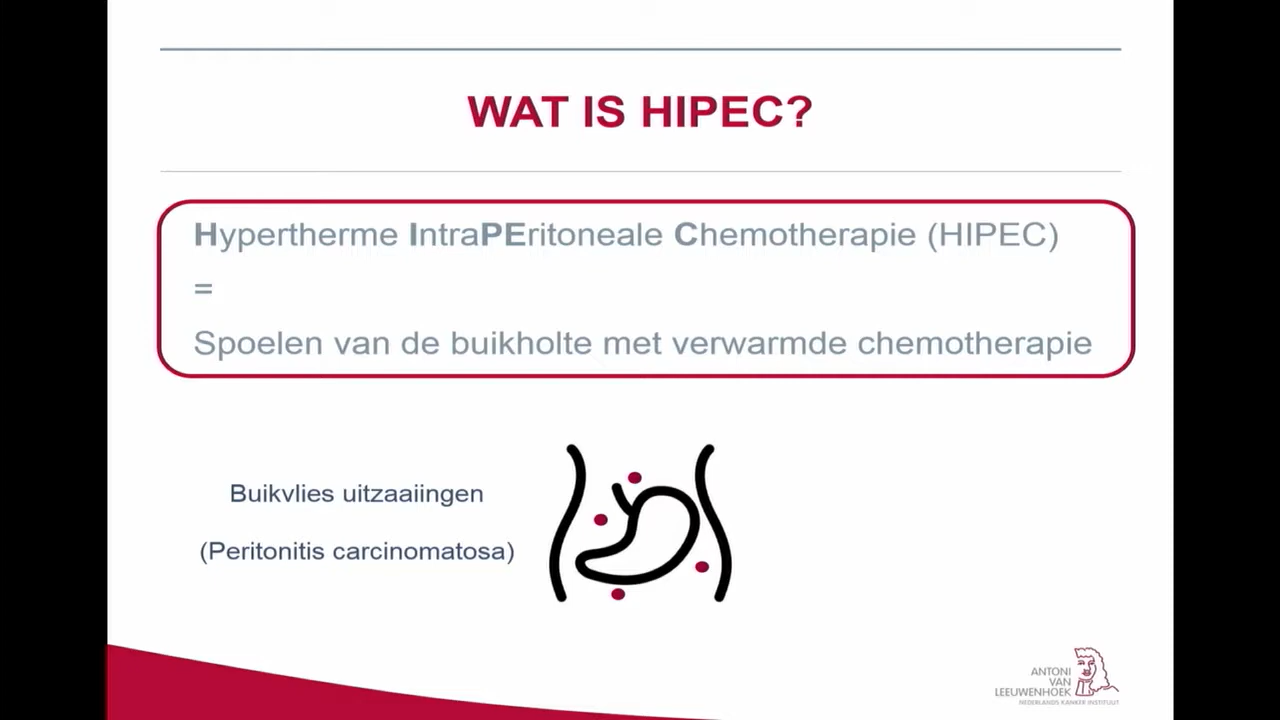 WAT IS HIPEC?
Hypertherme IntraPEritoneale Chemotherapie (HIPEC)
=
Spoelen van de buikholte met verwarmde chemotherapie
Buikvlies uitzaaiingen
(Peritonitis carcinomatosa)
ANTONI
VAN
LEEUWENHOEK
NEDERLANDS KANKER INSTITUUT